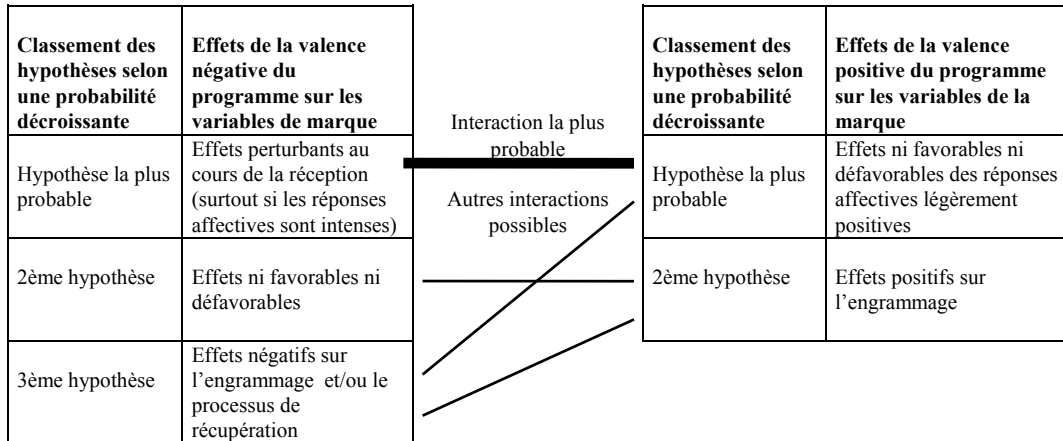 Classement des
hypothèses selon
une probabilité
décroissante
Effets de la valence
négative du
programme sur les
variables de marque
Hypothèse la plus
probable
Effets perturbants au
cours de la réception
(surtout si les réponses
affectives sont intenses)
2ème hypothèse
Effets ni favorables ni
défavorables
3ème hypothèse
Effets négatifs sur
l’engrammage et/ou le
processus de
récupération
Interaction la plus
probable
Autres interactions
possibles
Classement des
hypothèses selon
une probabilité
décroissante
Effets de la valence
positive du programme
sur les variables de la
marque
Hypothèse la plus
probable
Effets ni favorables ni
défavorables des réponses
affectives légèrement
positives
2ème hypothèse
Effets positifs sur
l’engrammage